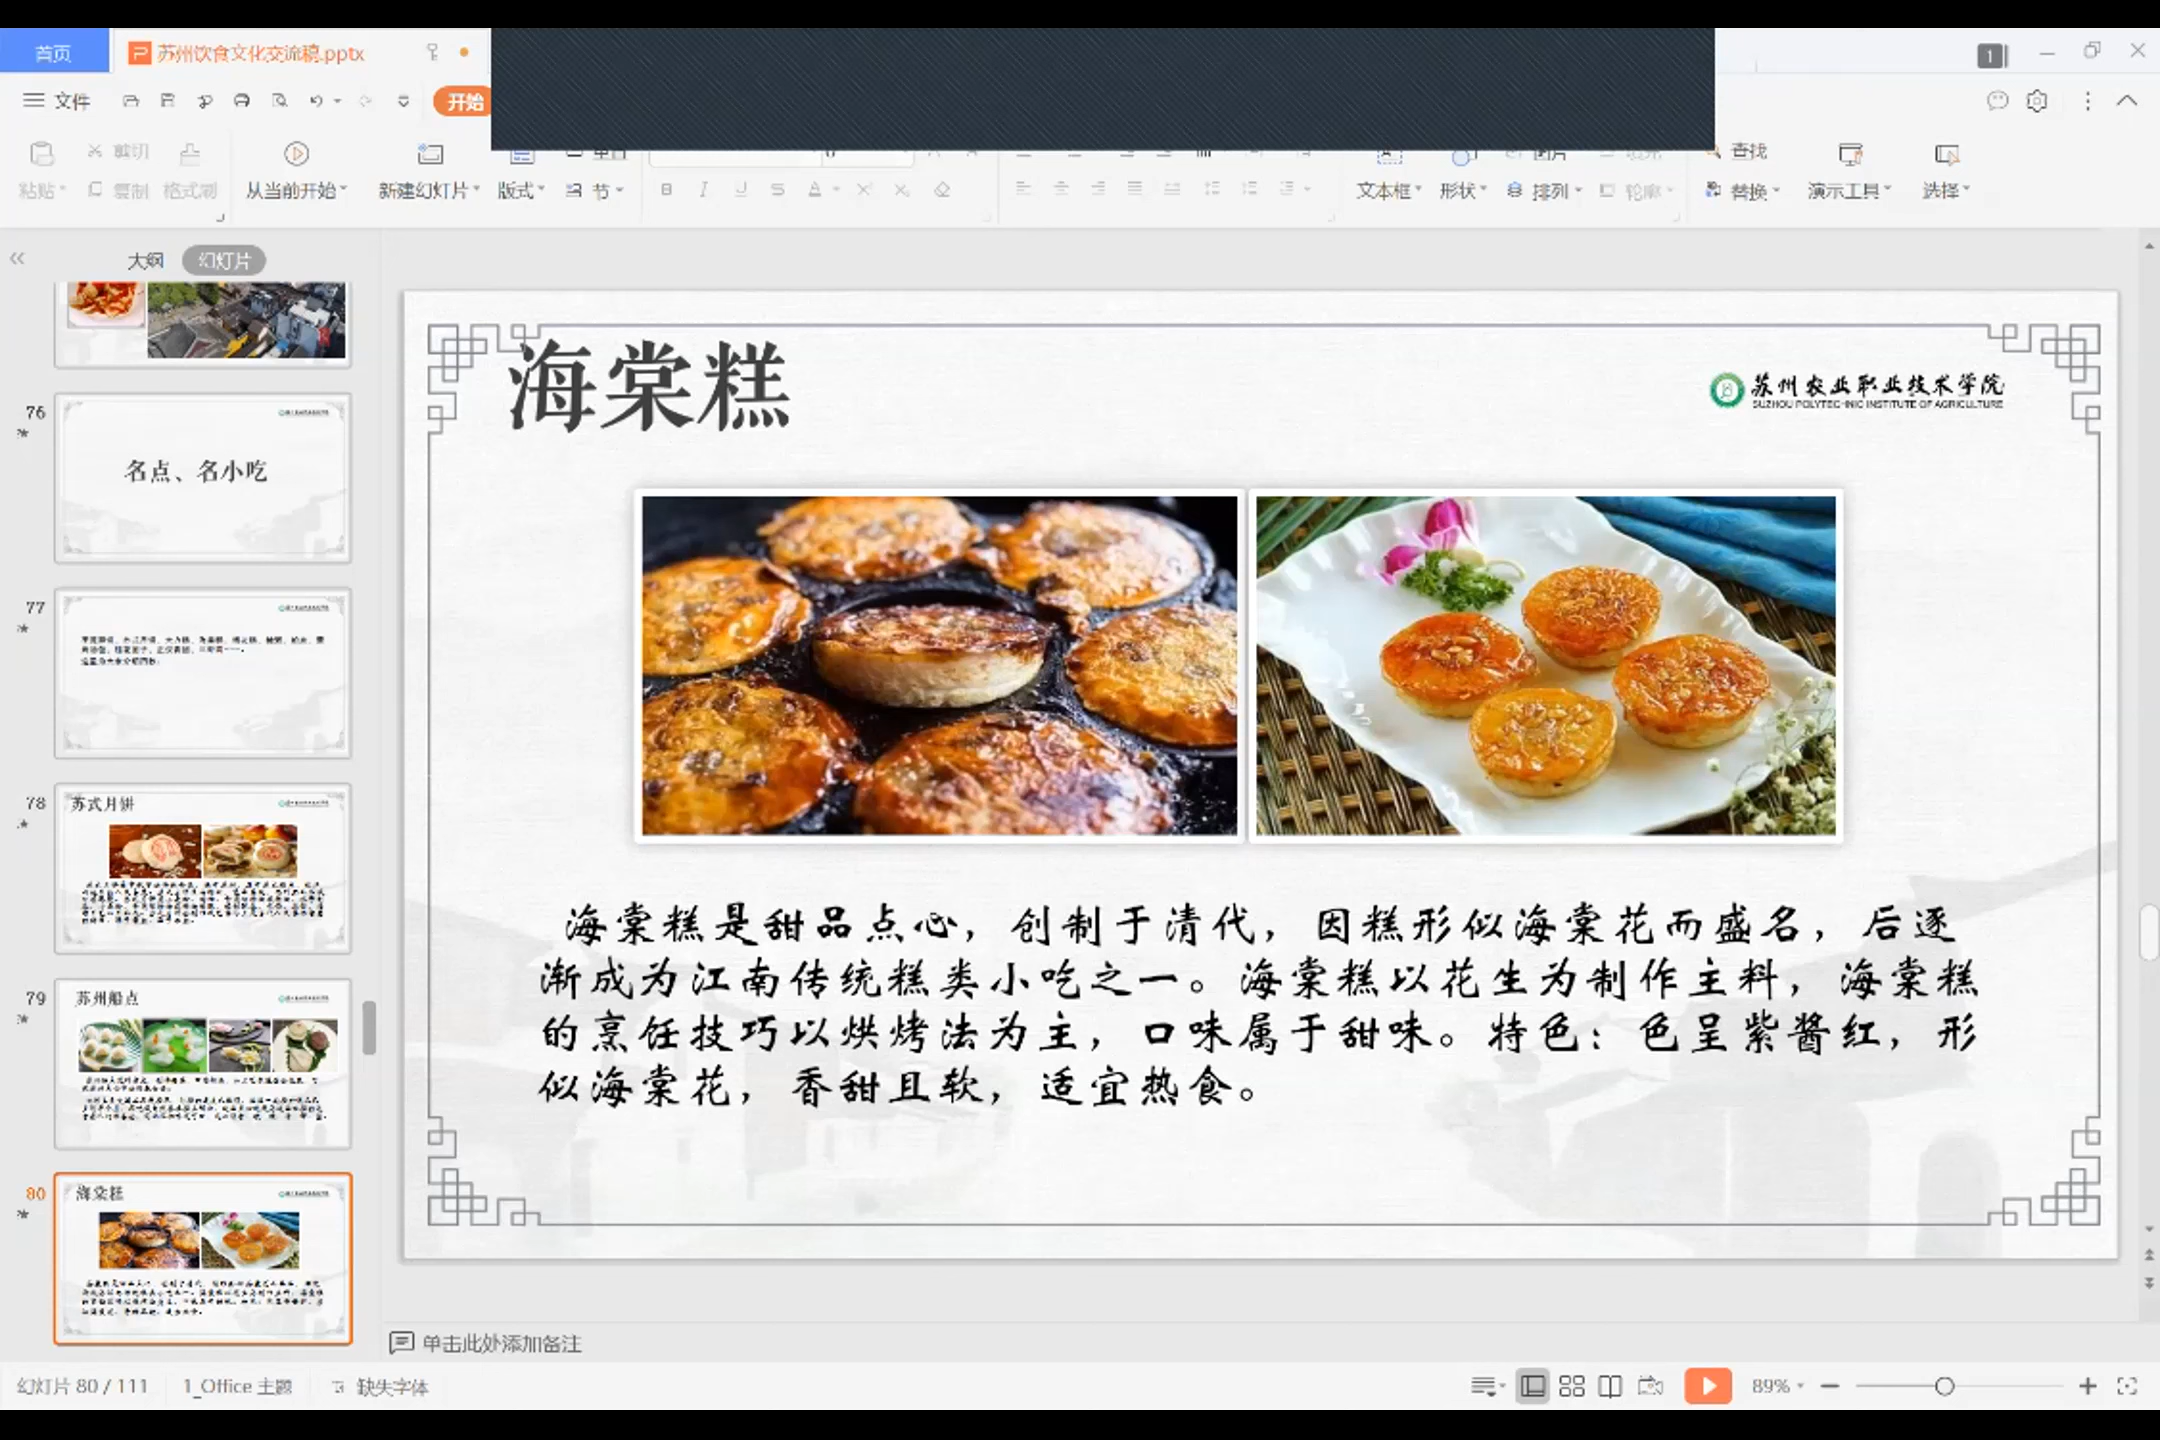 首页
苏州饮食文化交流稿.pptx
1
文件
开始
剪切
查找
粘贴
复制
格式刷
从当前开始
新建幻灯片
版式
节
文本框
形状
排列
轮廓
替换
演示工具
选择
大纲
幻灯片
76
名点、名小吃
77
78
苏式月饼
79
苏州船点
80
海棠糕
海棠糕
苏州农业职业技术学院
SUZHOU POLYTECHNIC INSTITUTE OF AGRICULTURE
海棠糕是甜品点心，创制于清代，因糕形似海棠花而盛名，后逐
渐成为江南传统糕类小吃之一。海棠糕以花生为制作主料，海棠糕
的烹饪技巧以烘烤法为主，口味属于甜味。特色：色呈紫酱红，形
似海棠花，香甜且软，适宜热食。
单击此处添加备注
幻灯片 80 / 111
1_Office 主题
缺失字体
89%